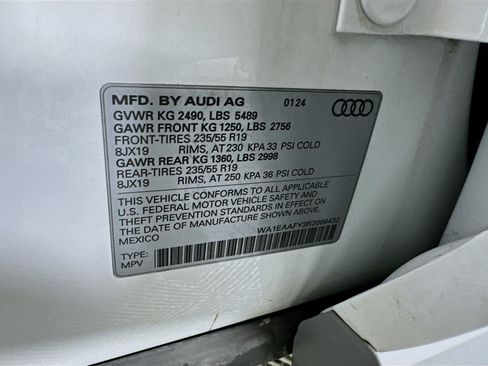 MFD. BY AUDI AG 0124
GVWR KG 2490, LBS 5489
GAWR FRONT KG 1250, LBS 2756
FRONT-TIRES 235/55 R19
8JX19 RIMS, AT 230 KPA 33 PSI COLD
GAWR REAR KG 1360, LBS 2998
REAR-TIRES 235/55 R19
8JX19 RIMS, AT 250 KPA 36 PSI COLD
THIS VEHICLE CONFORMS TO ALL APPLICABLE
U.S. FEDERAL MOTOR VEHICLE SAFETY AND
THEFT PREVENTION STANDARDS IN EFFECT ON
THE DATE OF MANUFACTURE SHOWN ABOVE.
MEXICO
WA1EAAFY3R2086432
TYPE:
MPV